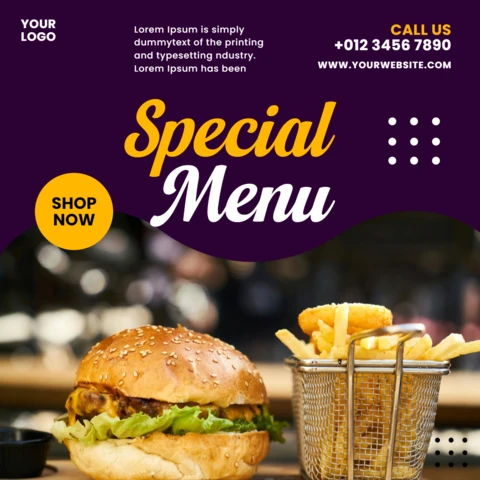 YOUR
LOGO
Lorem Ipsum is simply
dummytext of the printing
and typesetting ndustry.
Lorem Ipsum has been
CALL US
+012 3456 7890
WWW.YOURWEBSITE.COM
Special
Menu
SHOP
NOW